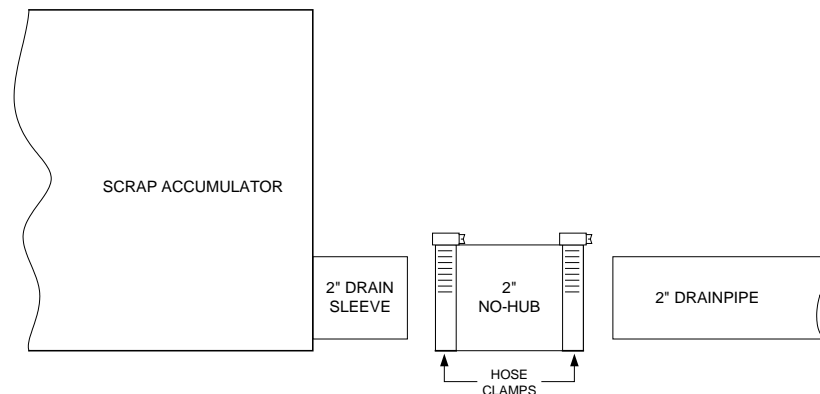 SCRAP ACCUMULATOR
2" DRAIN
SLEEVE
2"
NO-HUB
2" DRAINPIPE
HOSE
CLAMPS